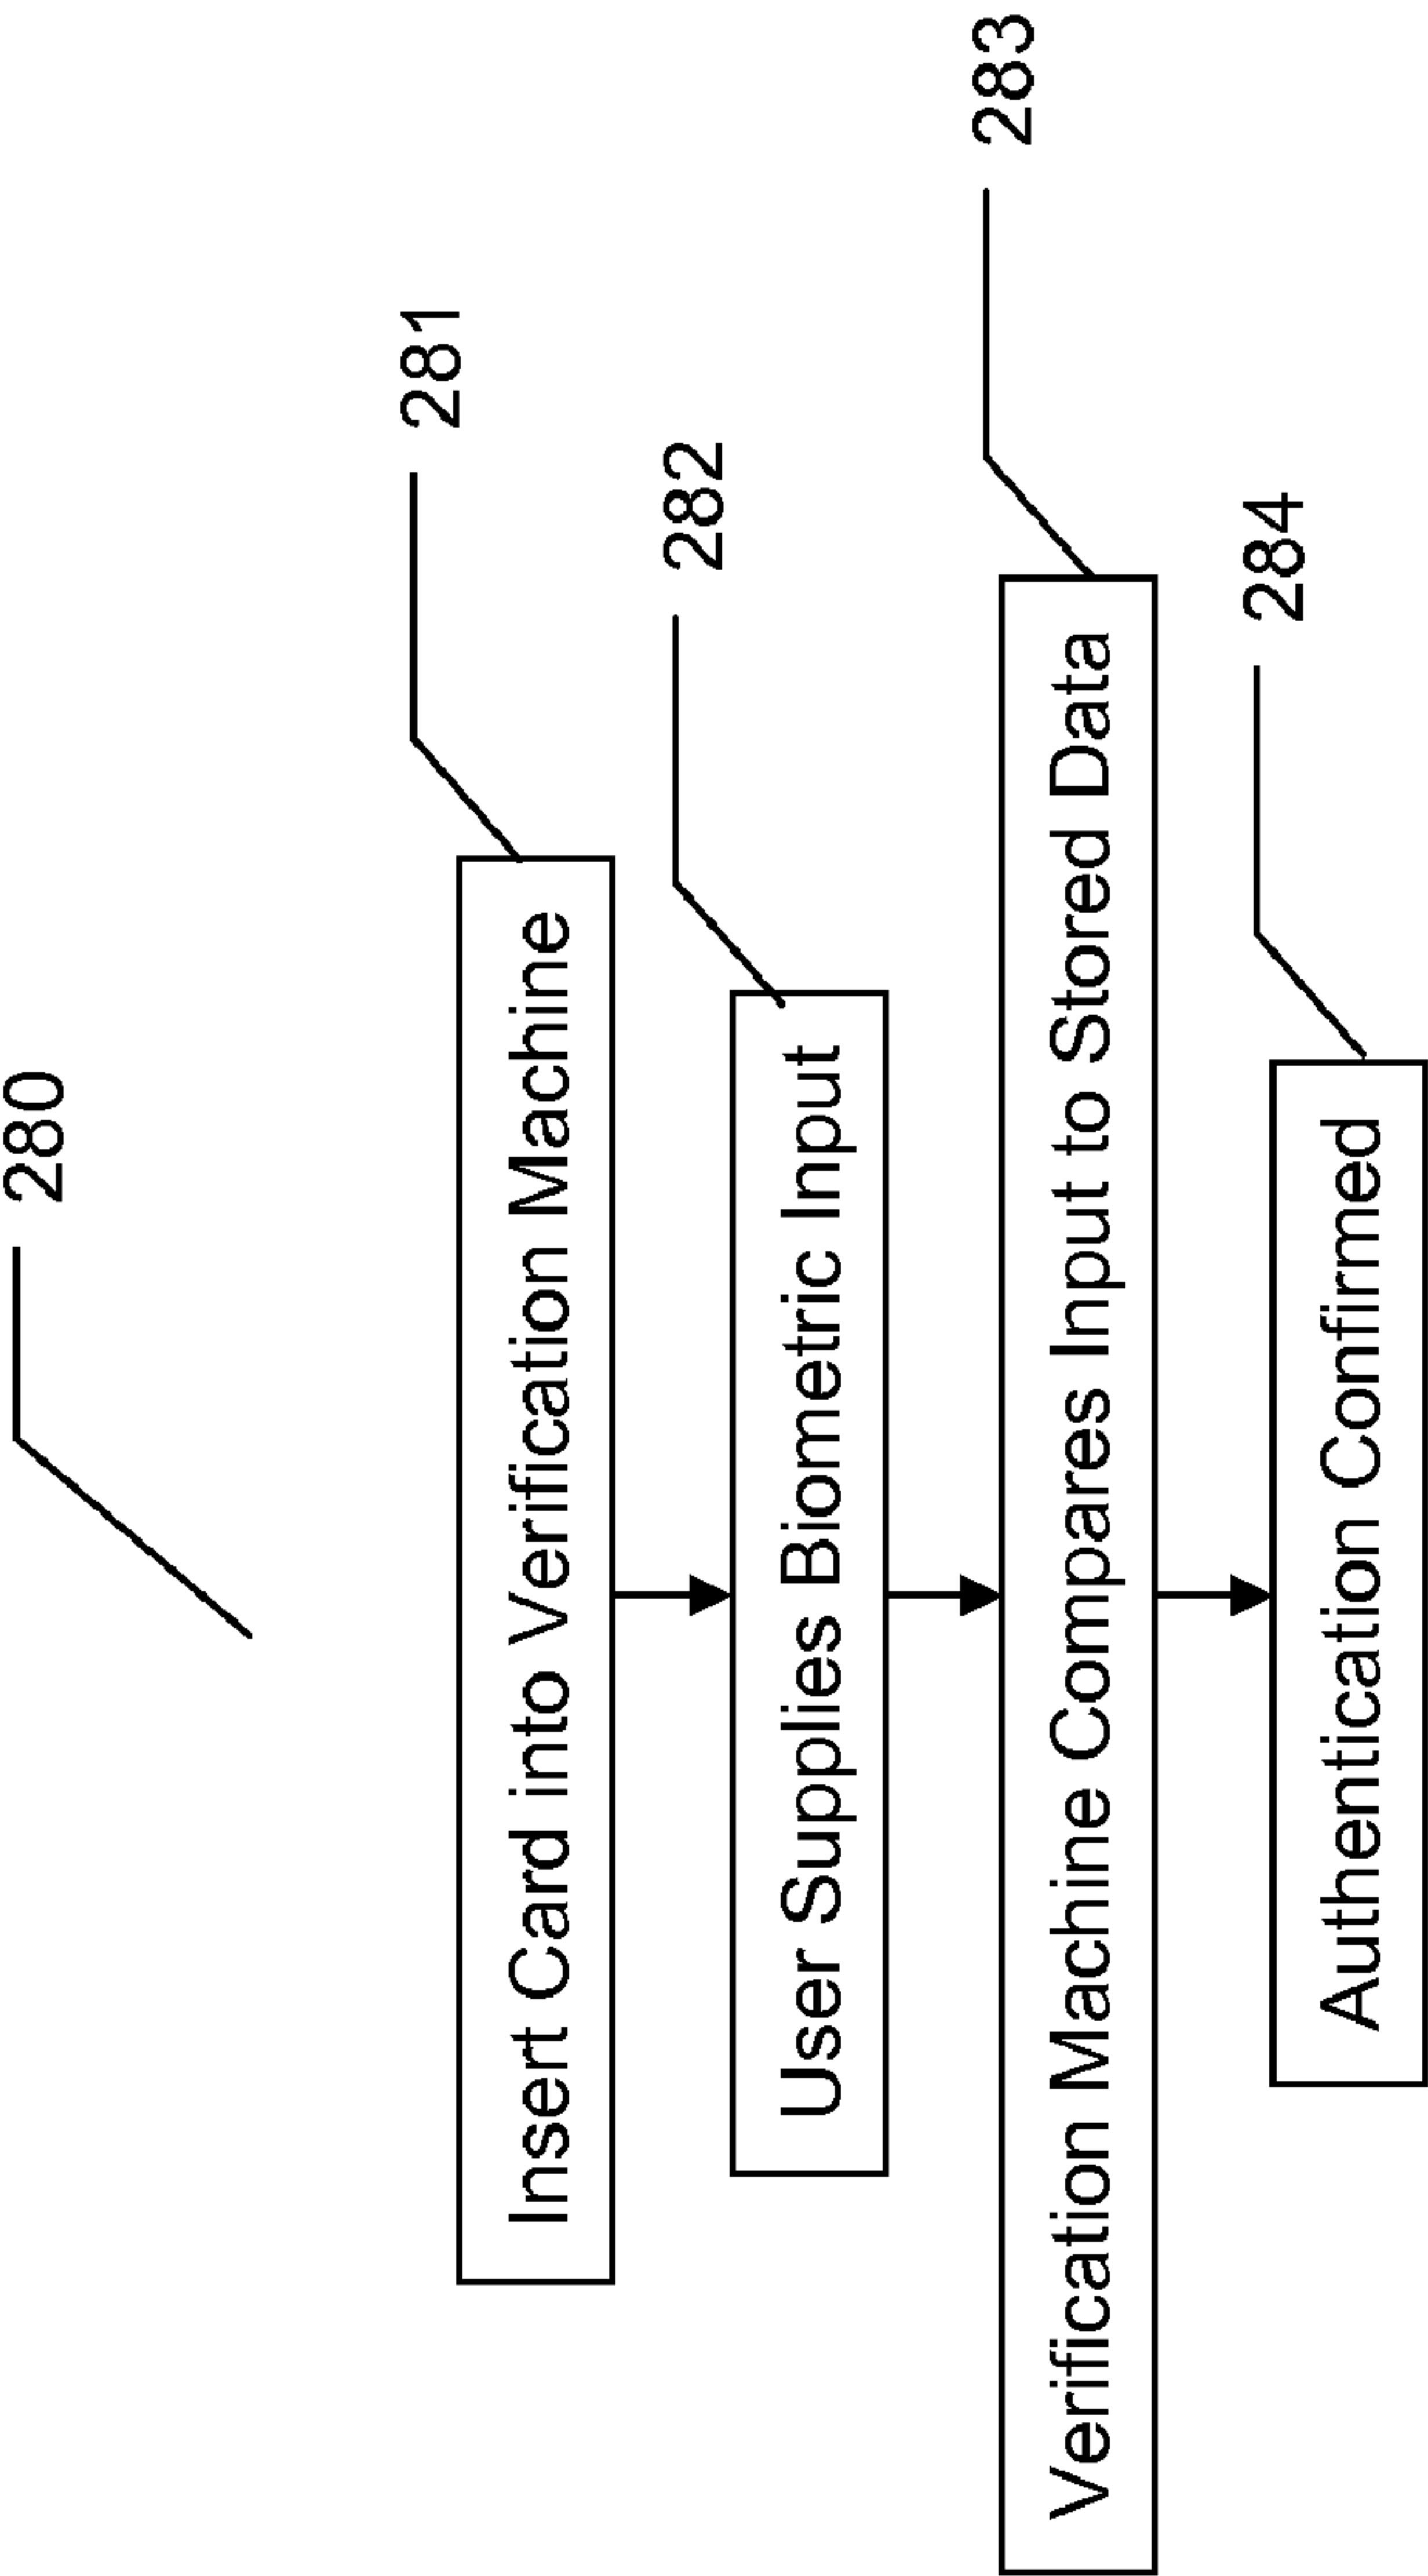 280
Insert Card into Verification Machine
281
User Supplies Biometric Input
282
Verification Machine Compares Input to Stored Data
283
Authentication Confirmed
284